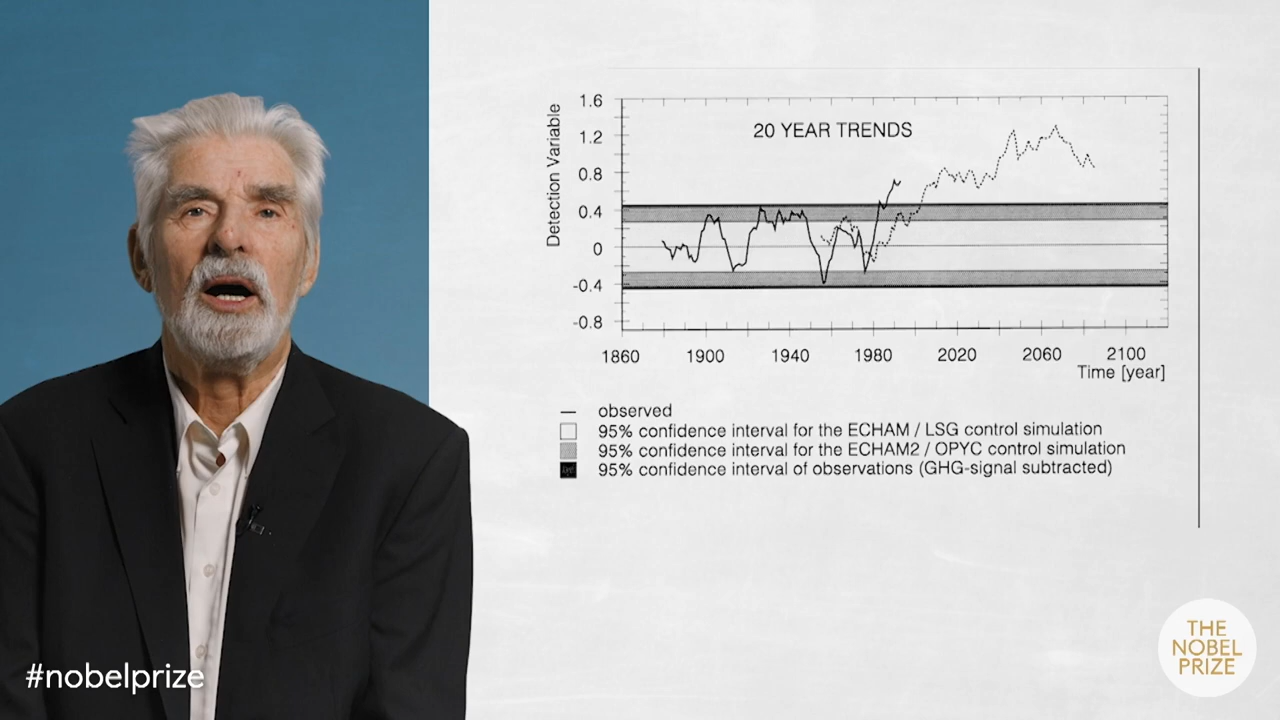 20 YEAR TRENDS
Detection Variable
1.6
1.2
0.8
0.4
0
-0.4
-0.8
1860 1900 1940 1980 2020 2060 2100
Time [year]
observed
95% confidence interval for the ECHAM / LSG control simulation
95% confidence interval for the ECHAM2 / OPYC control simulation
95% confidence interval of observations (GHG-signal subtracted)
#nobelprize
THE
NOBEL
PRIZE